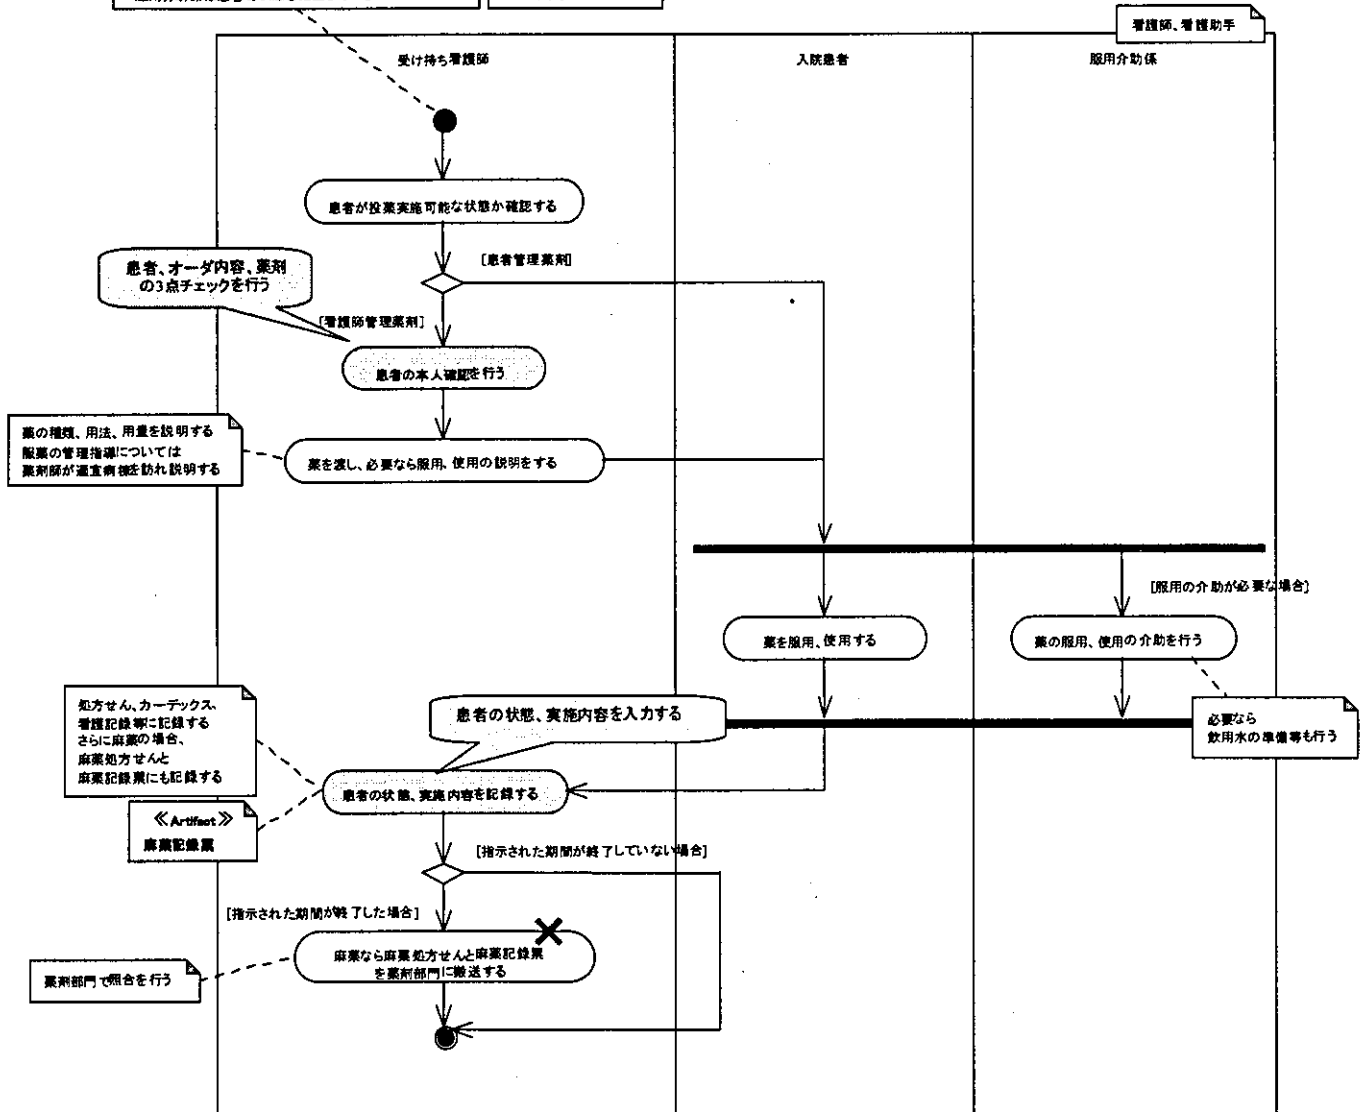 看護師、看護助手
受け持ち看護師
入院患者
服用介助係
患者が投薬実施可能な状態か確認する
[患者管理薬剤]
患者、オーダ内容、薬剤
の3点チェックを行う
[看護師管理薬剤]
患者の本人確認を行う
薬の種類、用法、用量を説明する
服薬の管理指導については
薬剤師が適宜病棟を訪れ説明する
薬を渡し、必要なら服用、使用の説明をする
[服用の介助が必要な場合]
薬を服用、使用する
薬の服用、使用の介助を行う
処方せん、カーデックス、
看護記録等に記録する
さらに麻薬の場合、
麻薬処方せんと
麻薬記録票にも記録する
患者の状態、実施内容を入力する
必要なら
飲用水の準備等も行う
患者の状態、実施内容を記録する
≪Artifact≫
麻薬記録票
[指示された期間が終了していない場合]
[指示された期間が終了した場合]
麻薬なら麻薬処方せんと麻薬記録票
を薬剤部門に搬送する
薬剤部門で照合を行う